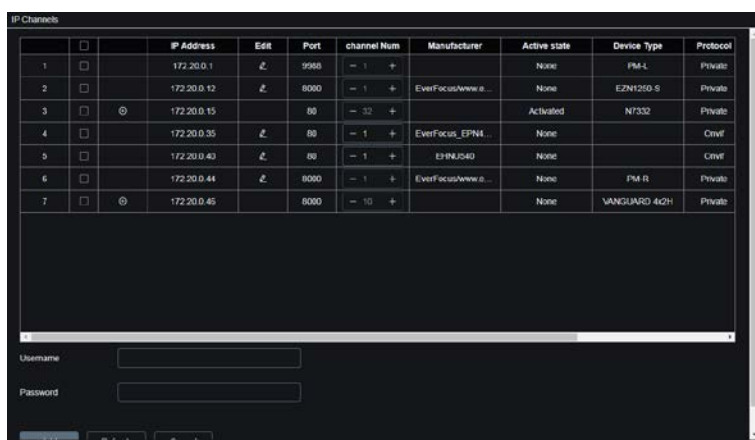 IP Channels
IP Address Edit Port channel Num Manufacturer Active state Device Type Protocol
1 172.20.0.1 9988 − 1 + None PM-L Private
2 172.20.0.12 8000 − 1 + EverFocus/www.e... None EZN1250-S Private
3 172.20.0.15 80 − 32 + Activated N7332 Private
4 172.20.0.35 80 − 1 + EverFocus_EPN4... None Onvif
5 172.20.0.40 80 − 1 + EHNU540 None Onvif
6 172.20.0.44 8000 − 1 + EverFocus/www.e... None PM-R Private
7 172.20.0.46 8000 − 10 + None VANGUARD 4x2H Private
Username
Password